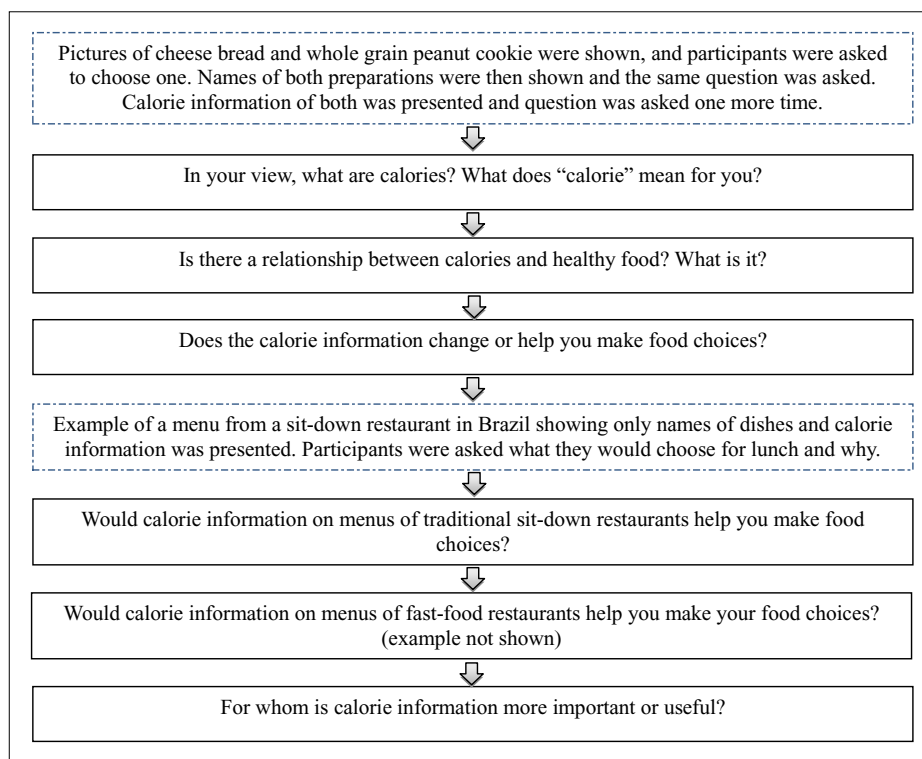 Pictures of cheese bread and whole grain peanut cookie were shown, and participants were asked
to choose one. Names of both preparations were then shown and the same question was asked.
Calorie information of both was presented and question was asked one more time.
In your view, what are calories? What does “calorie” mean for you?
Is there a relationship between calories and healthy food? What is it?
Does the calorie information change or help you make food choices?
Example of a menu from a sit-down restaurant in Brazil showing only names of dishes and calorie
information was presented. Participants were asked what they would choose for lunch and why.
Would calorie information on menus of traditional sit-down restaurants help you make food
choices?
Would calorie information on menus of fast-food restaurants help you make your food choices?
(example not shown)
For whom is calorie information more important or useful?